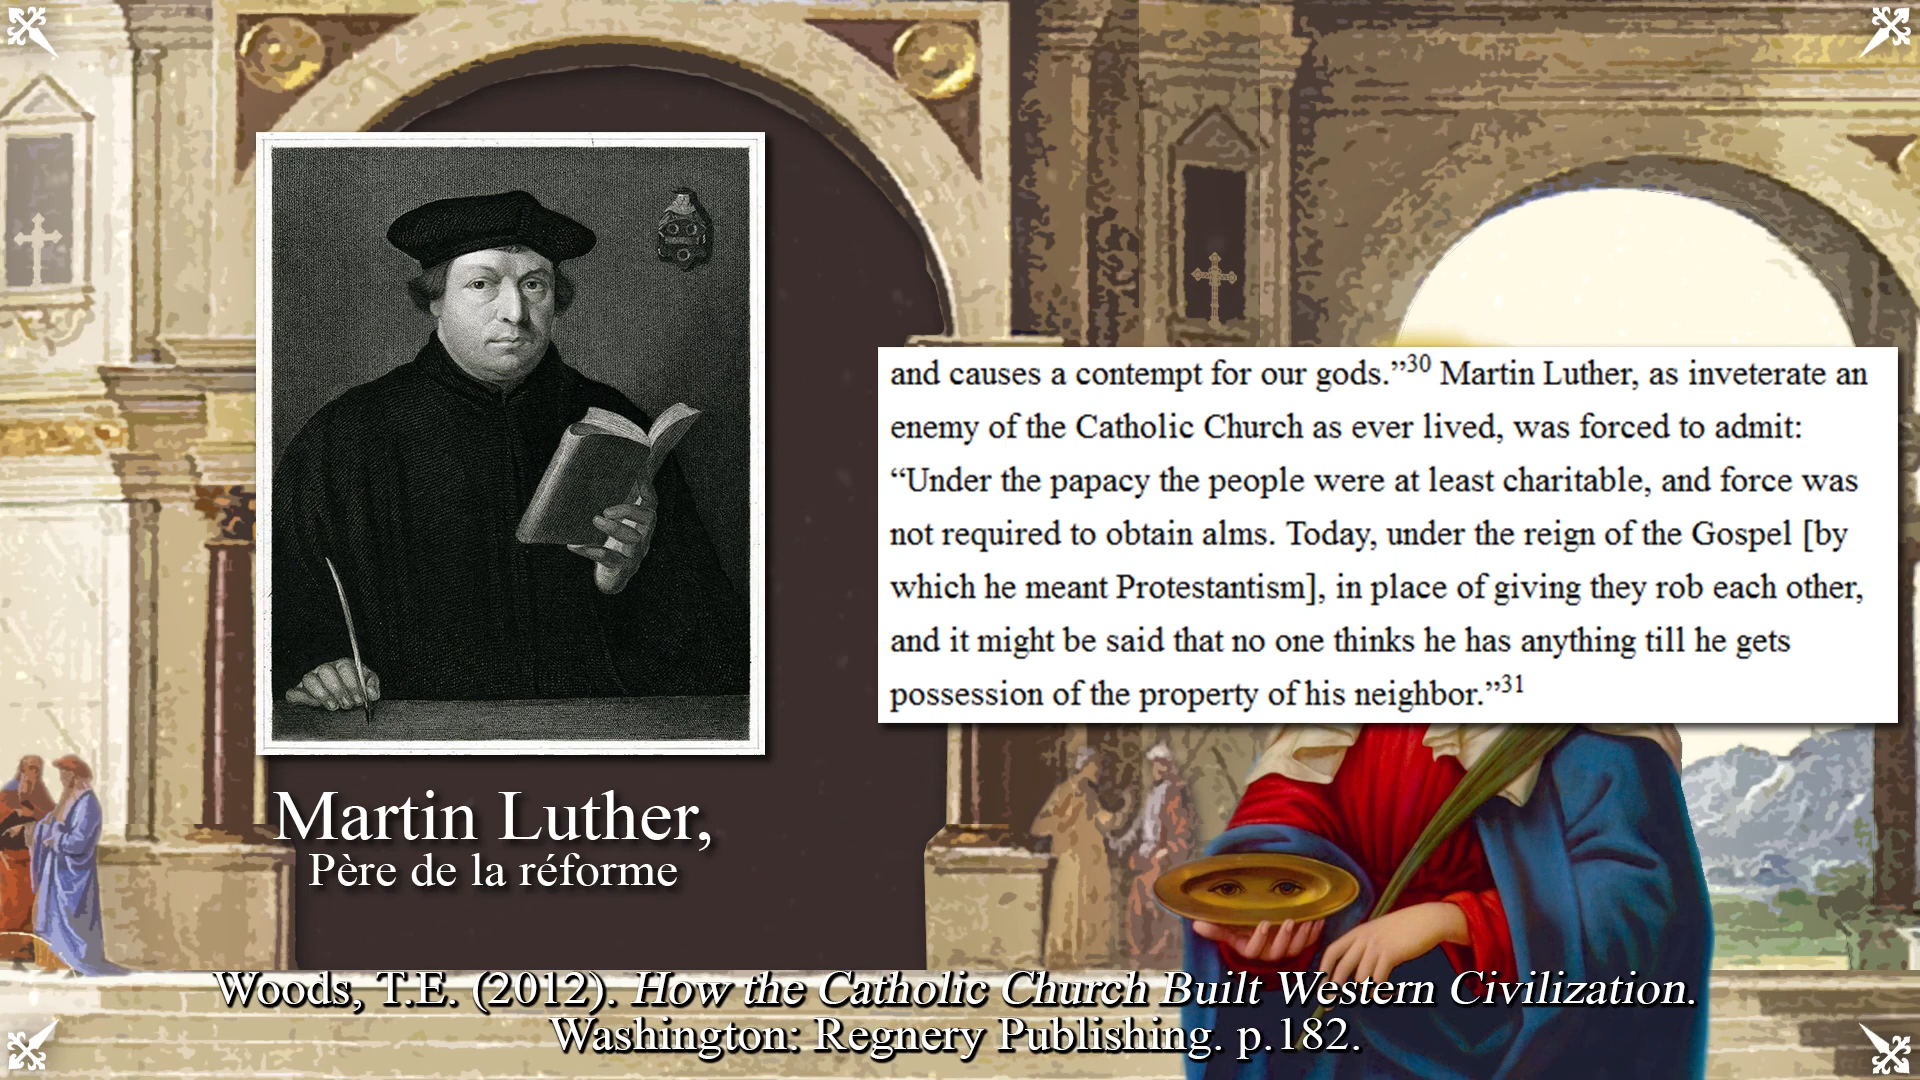 and causes a contempt for our gods.”30 Martin Luther, as inveterate an
enemy of the Catholic Church as ever lived, was forced to admit:
“Under the papacy the people were at least charitable, and force was
not required to obtain alms. Today, under the reign of the Gospel [by
which he meant Protestantism], in place of giving they rob each other,
and it might be said that no one thinks he has anything till he gets
possession of the property of his neighbor.”31
Martin Luther,
Père de la réforme
Woods, T.E. (2012). How the Catholic Church Built Western Civilization.
Washington: Regnery Publishing. p.182.